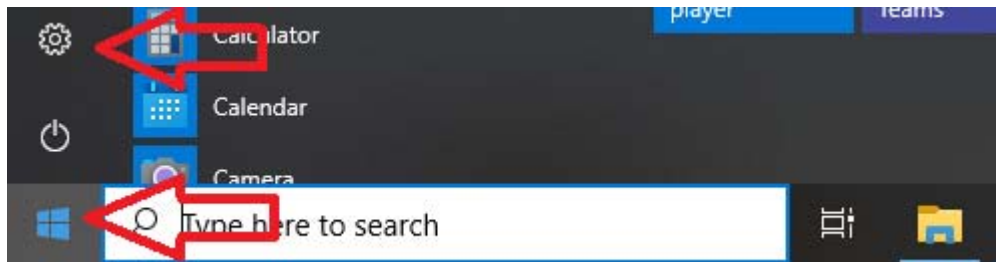 player
Teams
Calculator
Calendar
Camera
Type here to search